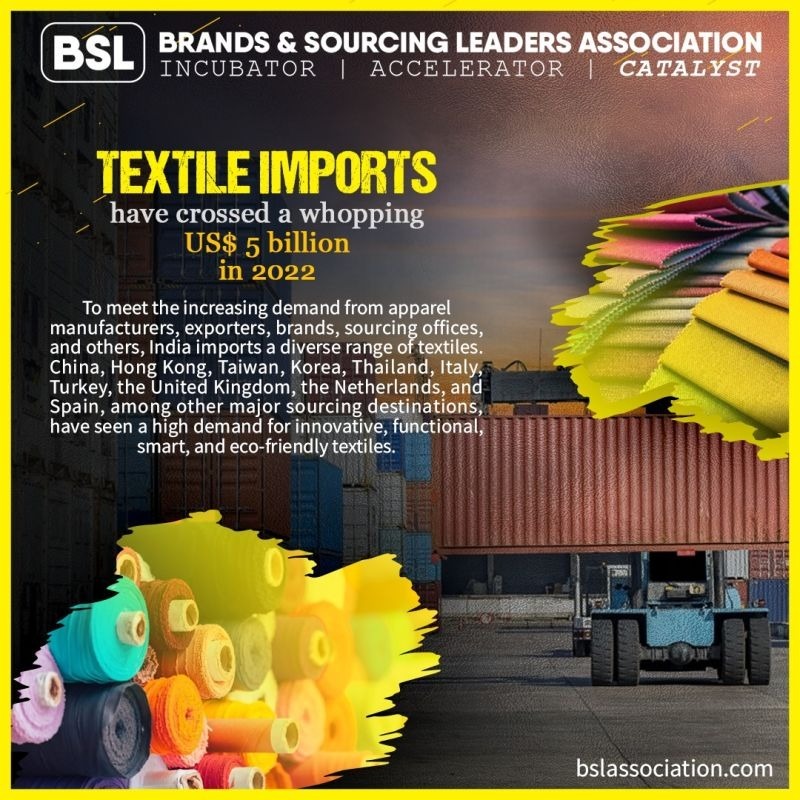 BSL
BRANDS & SOURCING LEADERS ASSOCIATION
INCUBATOR | ACCELERATOR | CATALYST
TEXTILE IMPORTS
have crossed a whopping
US$ 5 billion
in 2022
To meet the increasing demand from apparel
manufacturers, exporters, brands, sourcing offices,
and others, India imports a diverse range of textiles.
China, Hong Kong, Taiwan, Korea, Thailand, Italy,
Turkey, the United Kingdom, the Netherlands, and
Spain, among other major sourcing destinations,
have seen a high demand for innovative, functional,
smart, and eco-friendly textiles.
bslassociation.com